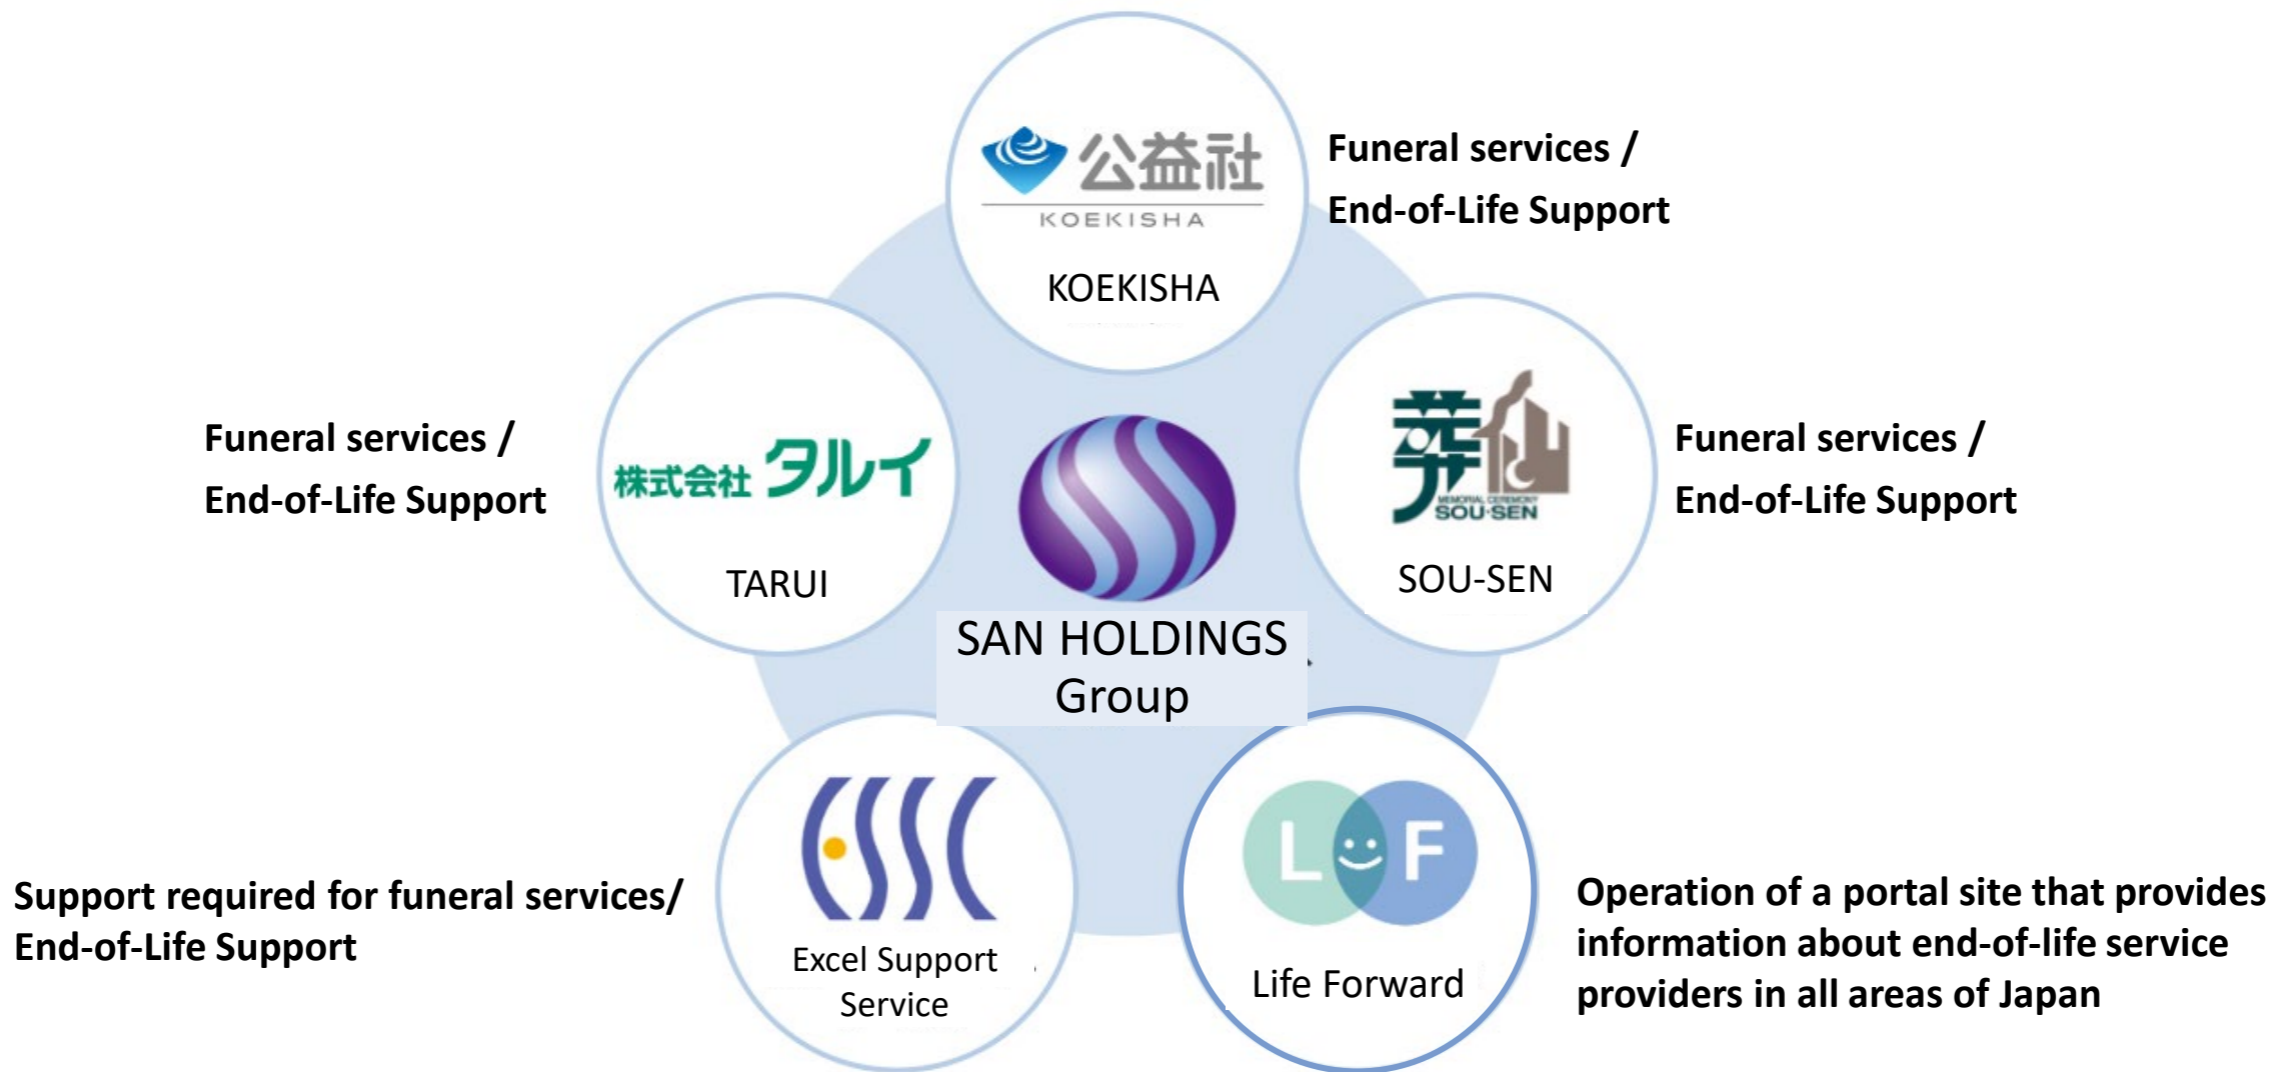 公益社
KOEKISHA
KOEKISHA
Funeral services /
End-of-Life Support
株式会社 タルイ
TARUI
Funeral services /
End-of-Life Support
葬仙
MEMORIAL CEREMONY
SOU·SEN
SOU-SEN
Funeral services /
End-of-Life Support
SAN HOLDINGS
Group
ESSC
Excel Support
Service
Support required for funeral services/
End-of-Life Support
L F
Life Forward
Operation of a portal site that provides
information about end-of-life service
providers in all areas of Japan